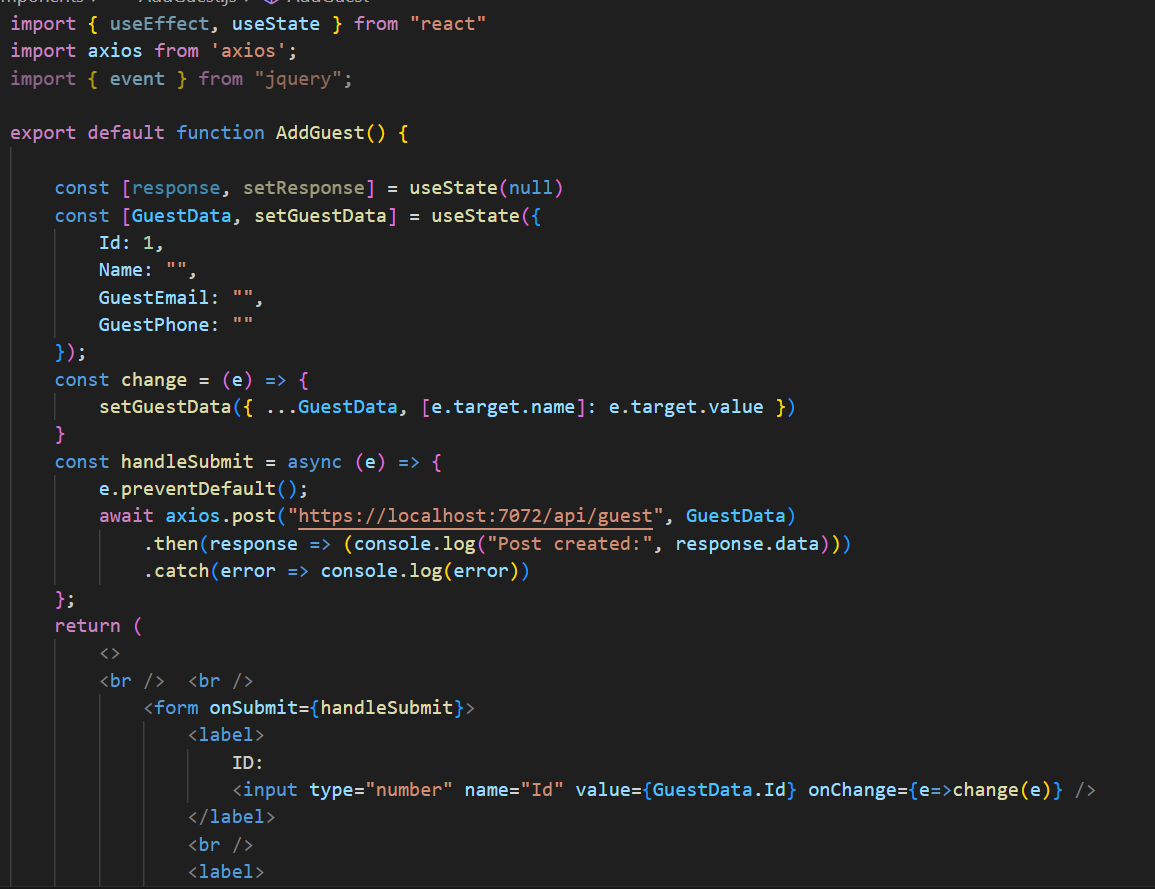 AddGuest.js > AddGuest
import { useEffect, useState } from "react"
import axios from 'axios';
import { event } from "jquery";
export default function AddGuest() {
const [response, setResponse] = useState(null)
const [GuestData, setGuestData] = useState({
Id: 1,
Name: "",
GuestEmail: "",
GuestPhone: ""
});
const change = (e) => {
setGuestData({ ...GuestData, [e.target.name]: e.target.value })
}
const handleSubmit = async (e) => {
e.preventDefault();
await axios.post("https://localhost:7072/api/guest", GuestData)
.then(response => (console.log("Post created:", response.data)))
.catch(error => console.log(error))
};
return (
<>
<br /> <br />
<form onSubmit={handleSubmit}>
<label>
ID:
<input type="number" name="Id" value={GuestData.Id} onChange={e=>change(e)} />
</label>
<br />
<label>